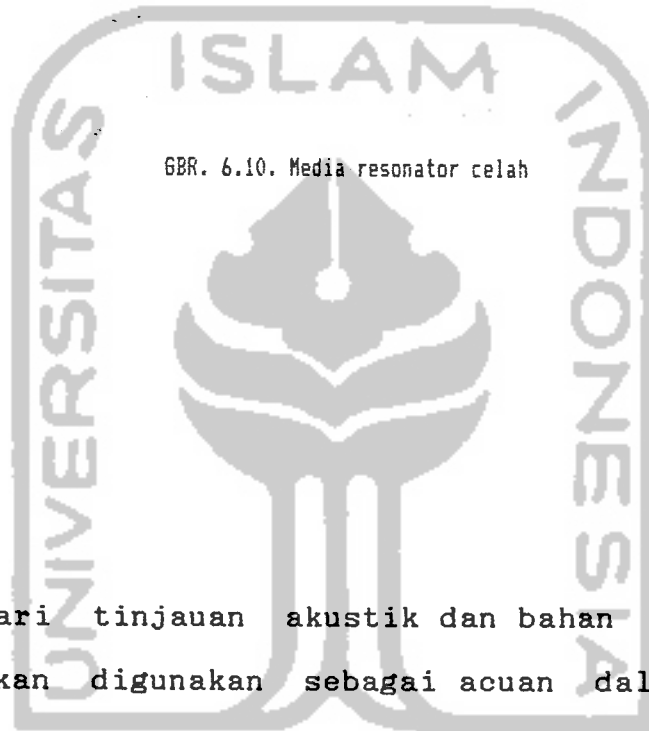 UNIVERSITAS
ISLAM
INDONESIA
GBR. 6.10. Media resonator celah
ari tinjauan akustik dan bahan
kan digunakan sebagai acuan dal